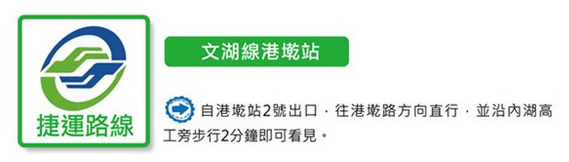 文湖線港墘站
自港墘站2號出口，往港墘路方向直行，並沿內湖高
工旁步行2分鐘即可看見。
捷運路線